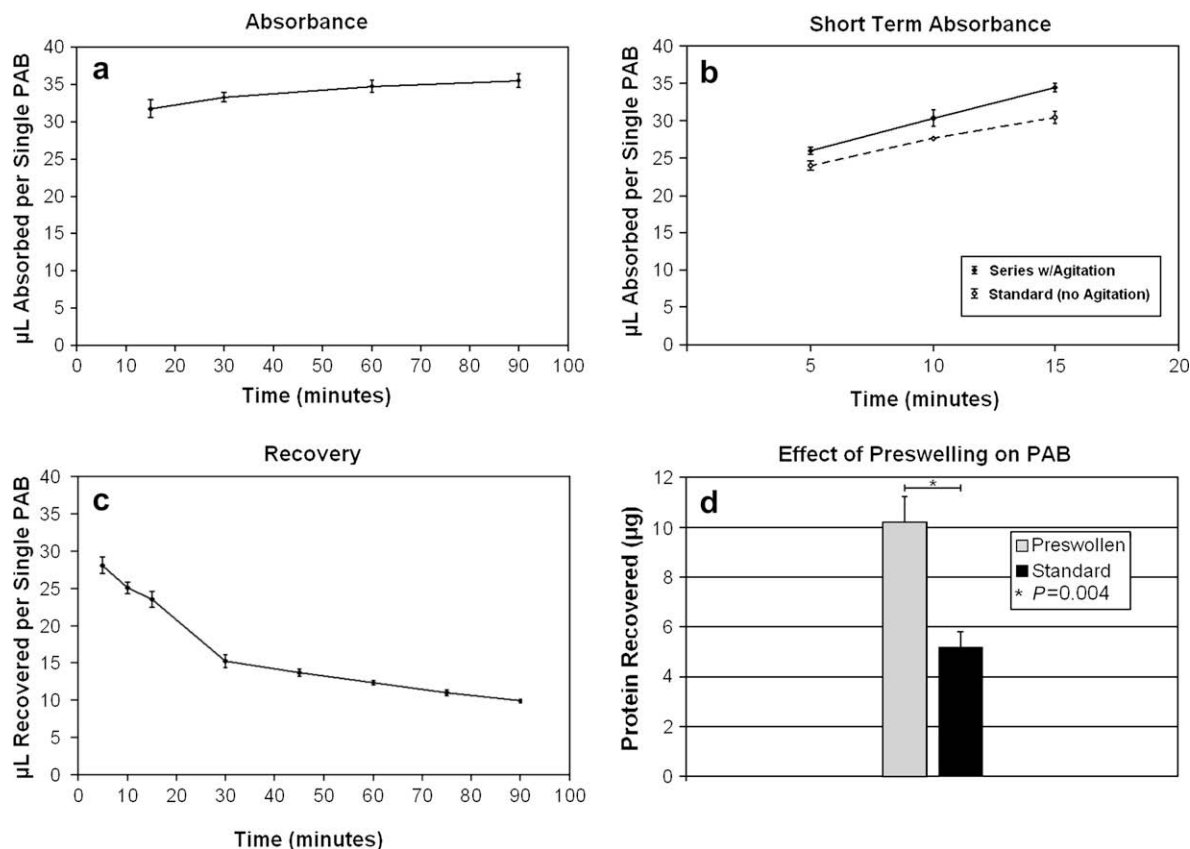 Absorbance
a
µL Absorbed per Single PAB
40
35
30
25
20
15
10
5
0
0 10 20 30 40 50 60 70 80 90 100
Time (minutes)
Short Term Absorbance
b
µL Absorbed per Single PAB
40
35
30
25
20
15
10
5
0
5 10 15 20
Series w/Agitation
Standard (no Agitation)
Time (minutes)
Recovery
c
µL Recovered per Single PAB
40
35
30
25
20
15
10
5
0
0 10 20 30 40 50 60 70 80 90 100
Time (minutes)
Effect of Preswelling on PAB
d
Protein Recovered (µg)
12
10
8
6
4
2
0
*
Preswollen
Standard
* P=0.004